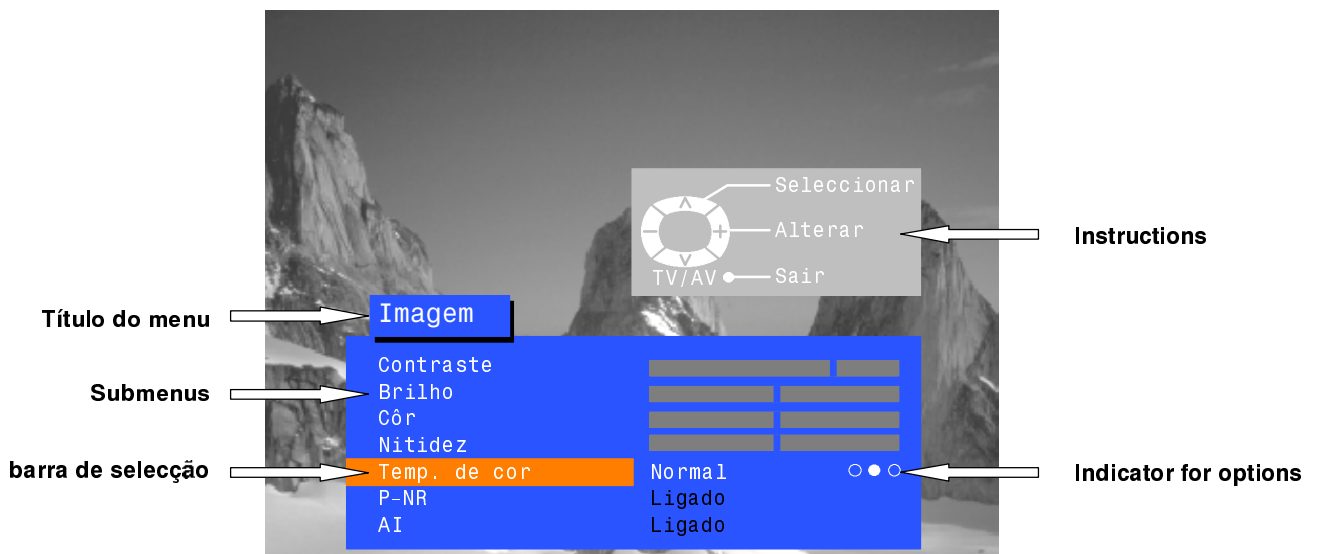 Seleccionar
Alterar
Instructions
TV/AV Sair
Título do menu
Imagem
Contraste
Submenus
Brilho
Côr
Nitidez
barra de selecção
Temp. de cor Normal
Indicator for options
P-NR Ligado
AI Ligado